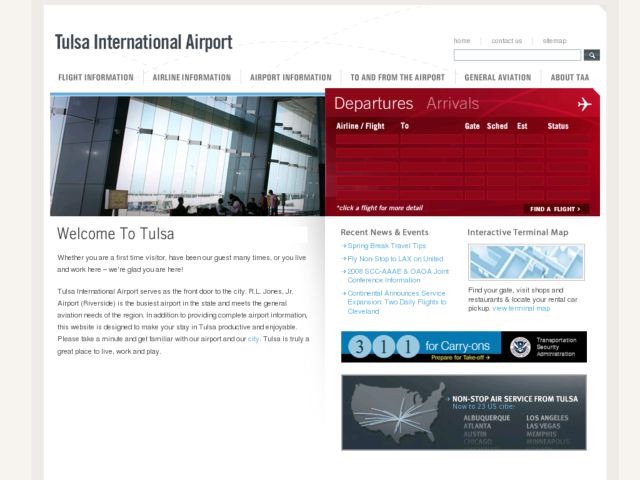 Tulsa International Airport
home
contact us
sitemap
FLIGHT INFORMATION
AIRLINE INFORMATION
AIRPORT INFORMATION
TO AND FROM THE AIRPORT
GENERAL AVIATION
ABOUT TAA
Departures Arrivals
Airline / Flight To Gate Sched Est Status
*click a flight for more detail
FIND A FLIGHT >
Welcome To Tulsa
Whether you are a first time visitor, have been our guest many times, or you live
and work here – we're glad you are here!
Tulsa International Airport serves as the front door to the city. R.L. Jones, Jr.
Airport (Riverside) is the busiest airport in the state and meets the general
aviation needs of the region. In addition to providing complete airport information,
this website is designed to make your stay in Tulsa productive and enjoyable.
Please take a minute and get familiar with our airport and our city. Tulsa is truly a
great place to live, work and play.
Recent News & Events
Spring Break Travel Tips
Fly Non-Stop to LAX on United
2008 SCC-AAAE & OAOA Joint
Conference Information
Continental Announces Service
Expansion: Two Daily Flights to
Cleveland
Interactive Terminal Map
Find your gate, visit shops and
restaurants & locate your rental car
pickup. view terminal map
3 1 1 for Carry-ons
Prepare for Take-off
Transportation
Security
Administration
NON-STOP AIR SERVICE FROM TULSA
Now to 23 US citie
ALBUQUERQUE LOS ANGELES
ATLANTA LAS VEGAS
AUSTIN MEMPHIS
CHICAGO MINNEAPOLIS